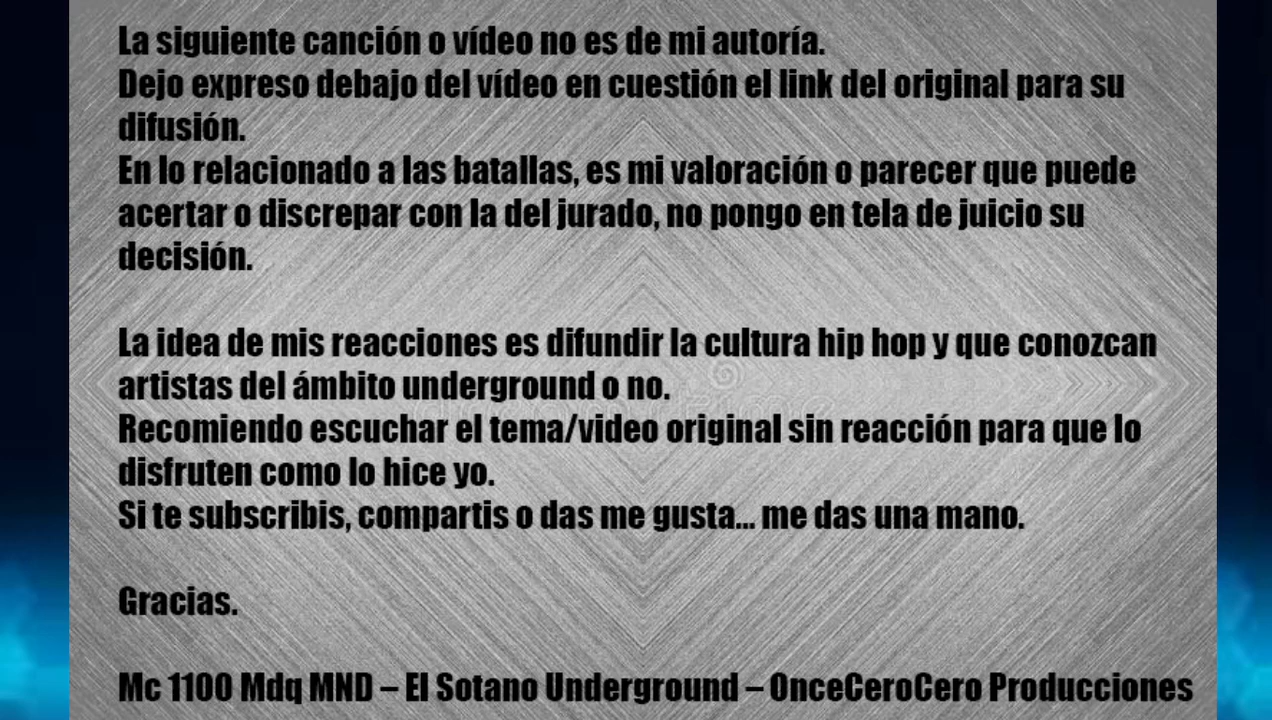 La siguiente canción o vídeo no es de mi autoría.
Dejo expreso debajo del vídeo en cuestión el link del original para su
difusión.
En lo relacionado a las batallas, es mi valoración o parecer que puede
acertar o discrepar con la del jurado, no pongo en tela de juicio su
decisión.
La idea de mis reacciones es difundir la cultura hip hop y que conozcan
artistas del ámbito underground o no.
Recomiendo escuchar el tema/video original sin reacción para que lo
disfruten como lo hice yo.
Si te subscribis, compartis o das me gusta... me das una mano.
Gracias.
Mc 1100 Mdq MND – El Sotano Underground – OnceCeroCero Producciones